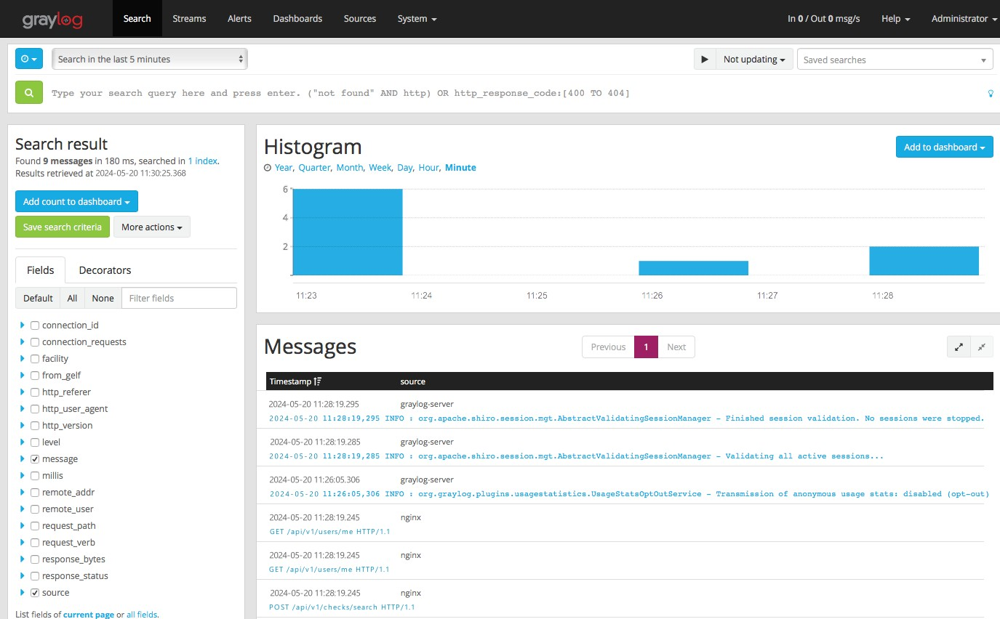 graylog Search Streams Alerts Dashboards Sources System In 0 / Out 0 msg/s Help Administrator
Search in the last 5 minutes Not updating Saved searches
Type your search query here and press enter. ("not found" AND http) OR http_response_code:[400 TO 404]
Search result
Found 9 messages in 180 ms, searched in 1 index.
Results retrieved at 2024-05-20 11:30:25.368
Add count to dashboard
Save search criteria More actions
Fields Decorators
Default All None Filter fields
connection_id
connection_requests
facility
from_gelf
http_referer
http_user_agent
http_version
level
message
millis
remote_addr
remote_user
request_path
request_verb
response_bytes
response_status
source
List fields of current page or all fields.
Histogram Add to dashboard
Year, Quarter, Month, Week, Day, Hour, Minute
6
4
2
11:23 11:24 11:25 11:26 11:27 11:28
Messages Previous 1 Next
Timestamp source
2024-05-20 11:28:19.295 graylog-server
2024-05-20 11:28:19,295 INFO : org.apache.shiro.session.mgt.AbstractValidatingSessionManager - Finished session validation. No sessions were stopped.
2024-05-20 11:28:19.285 graylog-server
2024-05-20 11:28:19,285 INFO : org.apache.shiro.session.mgt.AbstractValidatingSessionManager - Validating all active sessions...
2024-05-20 11:26:05.306 graylog-server
2024-05-20 11:26:05,306 INFO : org.graylog.plugins.usagestatistics.UsageStatsOptOutService - Transmission of anonymous usage stats: disabled (opt-out)
2024-05-20 11:28:19.245 nginx
GET /api/v1/users/me HTTP/1.1
2024-05-20 11:28:19.245 nginx
GET /api/v1/users/me HTTP/1.1
2024-05-20 11:28:19.245 nginx
POST /api/v1/checks/search HTTP/1.1